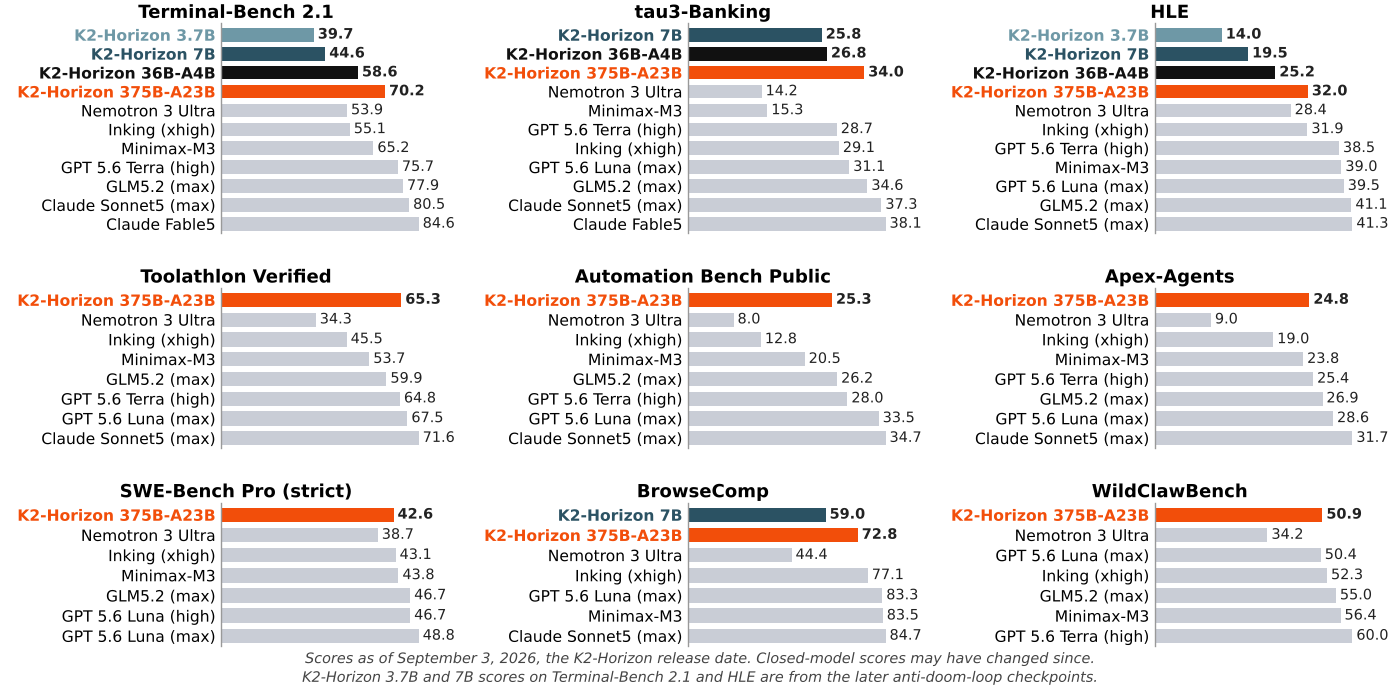 Terminal-Bench 2.1
K2-Horizon 3.7B 39.7
K2-Horizon 7B 44.6
K2-Horizon 36B-A4B 58.6
K2-Horizon 375B-A23B 70.2
Nemotron 3 Ultra 53.9
Inking (xhigh) 55.1
Minimax-M3 65.2
GPT 5.6 Terra (high) 75.7
GLM5.2 (max) 77.9
Claude Sonnet5 (max) 80.5
Claude Fable5 84.6
tau3-Banking
K2-Horizon 7B 25.8
K2-Horizon 36B-A4B 26.8
K2-Horizon 375B-A23B 34.0
Nemotron 3 Ultra 14.2
Minimax-M3 15.3
GPT 5.6 Terra (high) 28.7
Inking (xhigh) 29.1
GPT 5.6 Luna (max) 31.1
GLM5.2 (max) 34.6
Claude Sonnet5 (max) 37.3
Claude Fable5 38.1
HLE
K2-Horizon 3.7B 14.0
K2-Horizon 7B 19.5
K2-Horizon 36B-A4B 25.2
K2-Horizon 375B-A23B 32.0
Nemotron 3 Ultra 28.4
Inking (xhigh) 31.9
GPT 5.6 Terra (high) 38.5
Minimax-M3 39.0
GPT 5.6 Luna (max) 39.5
GLM5.2 (max) 41.1
Claude Sonnet5 (max) 41.3
Toolathlon Verified
K2-Horizon 375B-A23B 65.3
Nemotron 3 Ultra 34.3
Inking (xhigh) 45.5
Minimax-M3 53.7
GLM5.2 (max) 59.9
GPT 5.6 Terra (high) 64.8
GPT 5.6 Luna (max) 67.5
Claude Sonnet5 (max) 71.6
Automation Bench Public
K2-Horizon 375B-A23B 25.3
Nemotron 3 Ultra 8.0
Inking (xhigh) 12.8
Minimax-M3 20.5
GLM5.2 (max) 26.2
GPT 5.6 Terra (high) 28.0
GPT 5.6 Luna (max) 33.5
Claude Sonnet5 (max) 34.7
Apex-Agents
K2-Horizon 375B-A23B 24.8
Nemotron 3 Ultra 9.0
Inking (xhigh) 19.0
Minimax-M3 23.8
GPT 5.6 Terra (high) 25.4
GLM5.2 (max) 26.9
GPT 5.6 Luna (max) 28.6
Claude Sonnet5 (max) 31.7
SWE-Bench Pro (strict)
K2-Horizon 375B-A23B 42.6
Nemotron 3 Ultra 38.7
Inking (xhigh) 43.1
Minimax-M3 43.8
GLM5.2 (max) 46.7
GPT 5.6 Luna (high) 46.7
GPT 5.6 Luna (max) 48.8
BrowseComp
K2-Horizon 7B 59.0
K2-Horizon 375B-A23B 72.8
Nemotron 3 Ultra 44.4
Inking (xhigh) 77.1
GPT 5.6 Luna (max) 83.3
Minimax-M3 83.5
Claude Sonnet5 (max) 84.7
WildClawBench
K2-Horizon 375B-A23B 50.9
Nemotron 3 Ultra 34.2
GPT 5.6 Luna (max) 50.4
Inking (xhigh) 52.3
GLM5.2 (max) 55.0
Minimax-M3 56.4
GPT 5.6 Terra (high) 60.0
Scores as of September 3, 2026, the K2-Horizon release date. Closed-model scores may have changed since.
K2-Horizon 3.7B and 7B scores on Terminal-Bench 2.1 and HLE are from the later anti-doom-loop checkpoints.